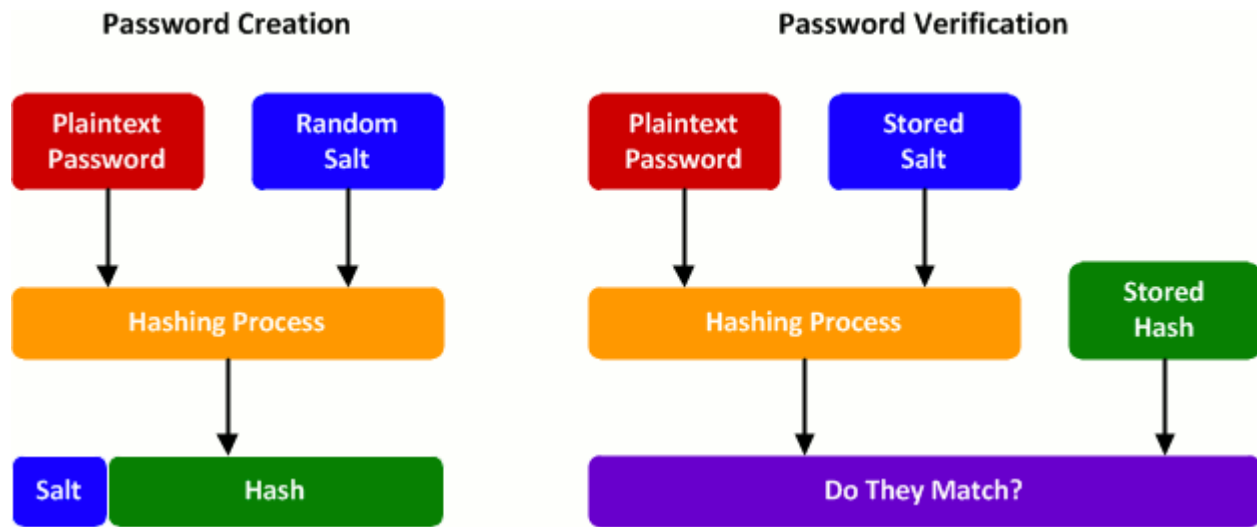 Password Creation
Plaintext
Password
Random
Salt
Hashing Process
Salt
Hash
Password Verification
Plaintext
Password
Stored
Salt
Hashing Process
Stored
Hash
Do They Match?